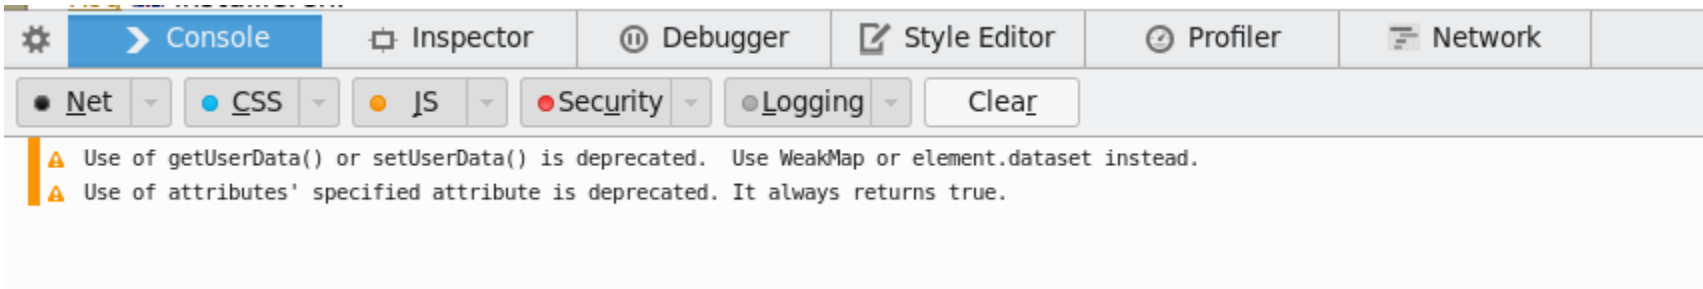 Console Inspector Debugger Style Editor Profiler Network
Net CSS JS Security Logging Clear
Use of getUserData() or setUserData() is deprecated.  Use WeakMap or element.dataset instead.
Use of attributes' specified attribute is deprecated. It always returns true.